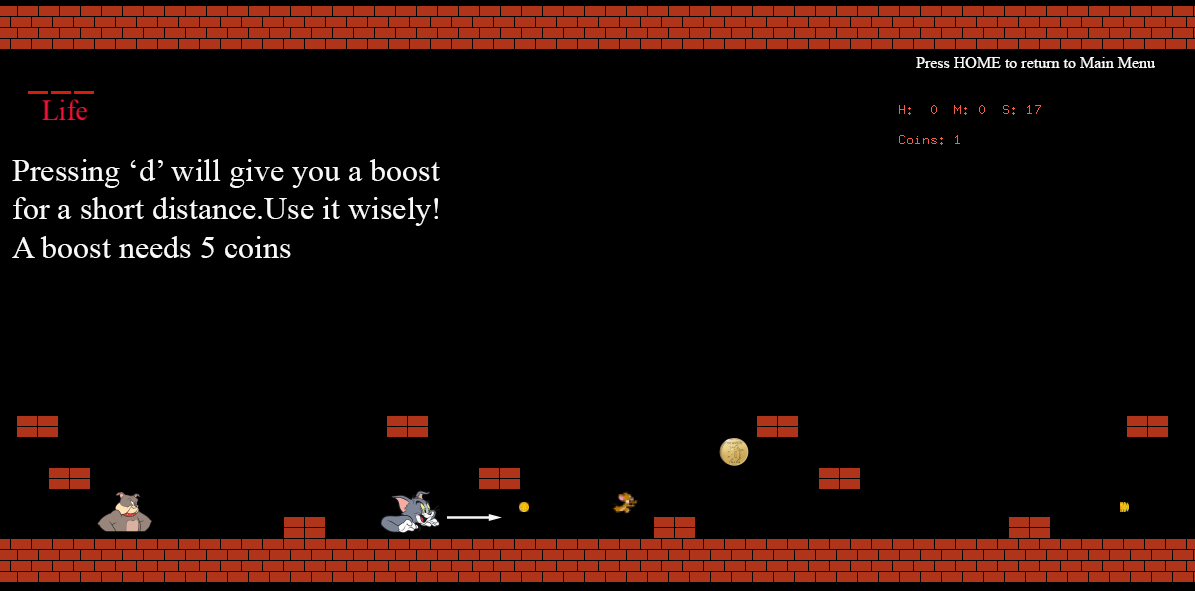 Press HOME to return to Main Menu
Life
H: 0 M: 0 S: 17
Coins: 1
Pressing ‘d’ will give you a boost
for a short distance.Use it wisely!
A boost needs 5 coins